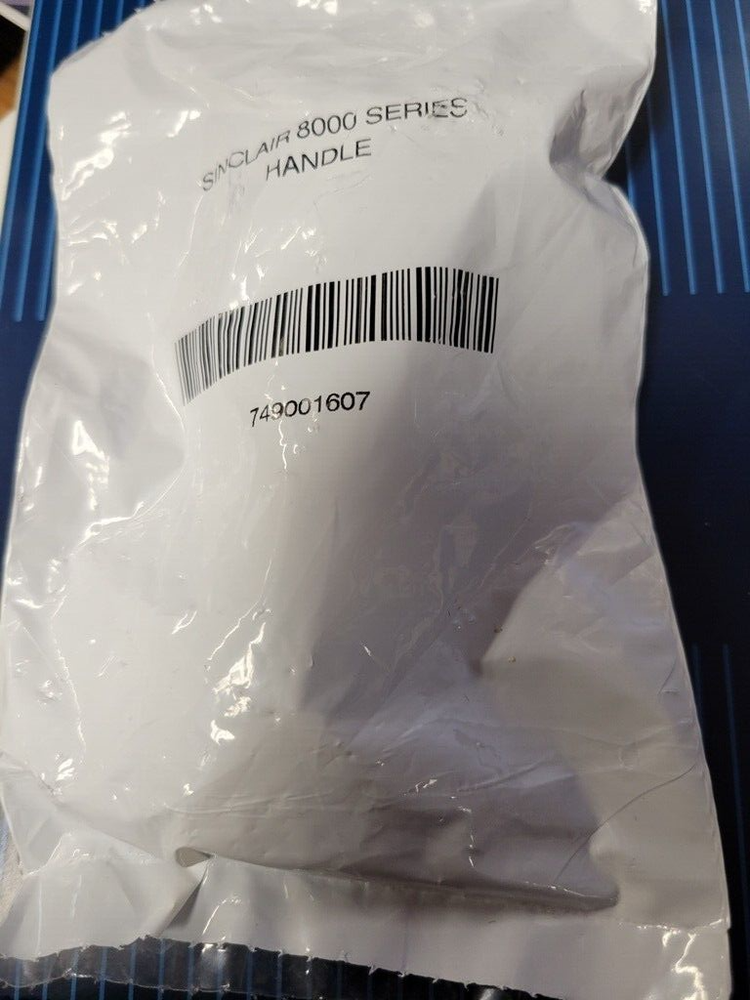 SINCLAIR 8000 SERIES
HANDLE
749001607